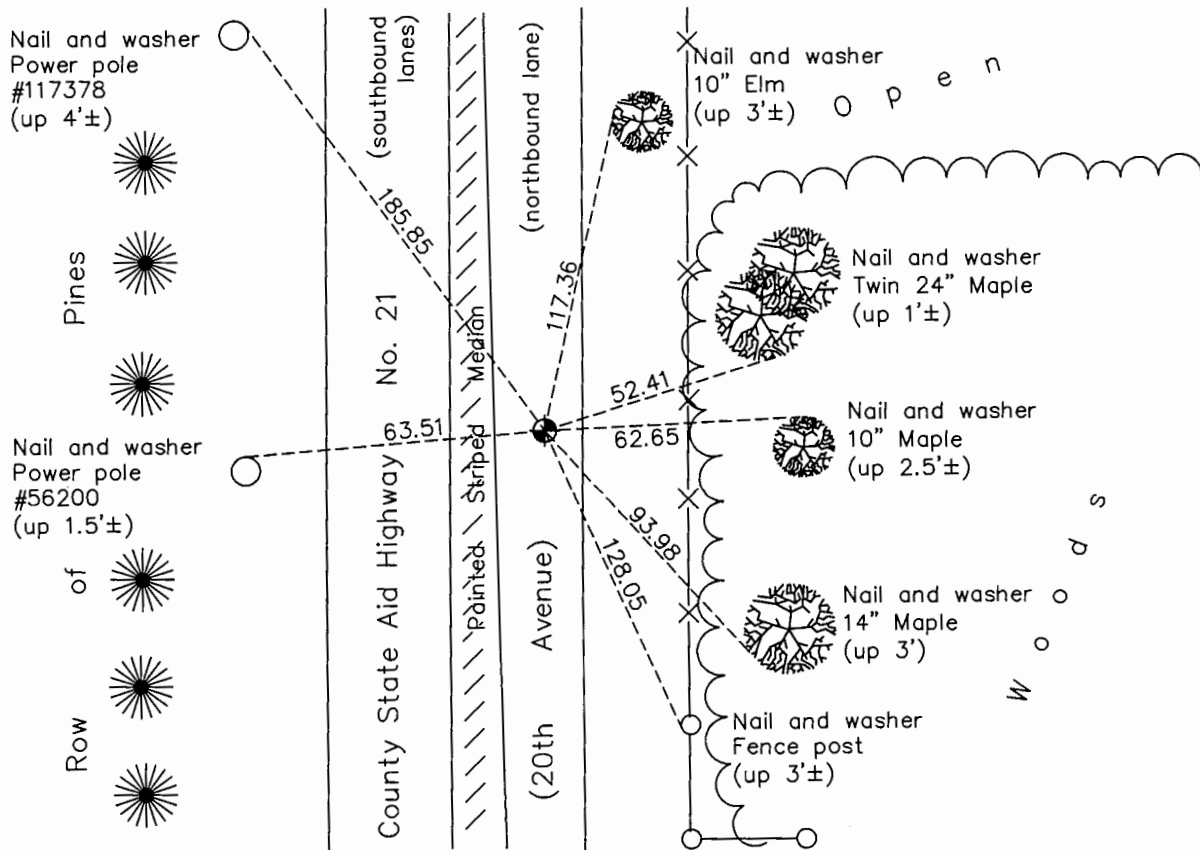 Nail and washer
Power pole
#117378
(up 4'±)
(southbound
lanes)
(northbound lane)
Nail and washer
10" Elm
(up 3'±)
Open
185.85
117.36
Nail and washer
Twin 24" Maple
(up 1'±)
52.41
63.51
62.65
Nail and washer
10" Maple
(up 2.5'±)
Nail and washer
Power pole
#56200
(up 1.5'±)
93.98
128.05
Nail and washer
14" Maple
(up 3')
Nail and washer
Fence post
(up 3'±)
Row of Pines
County State Aid Highway No. 21
Painted Striped Median
(20th Avenue)
Woods